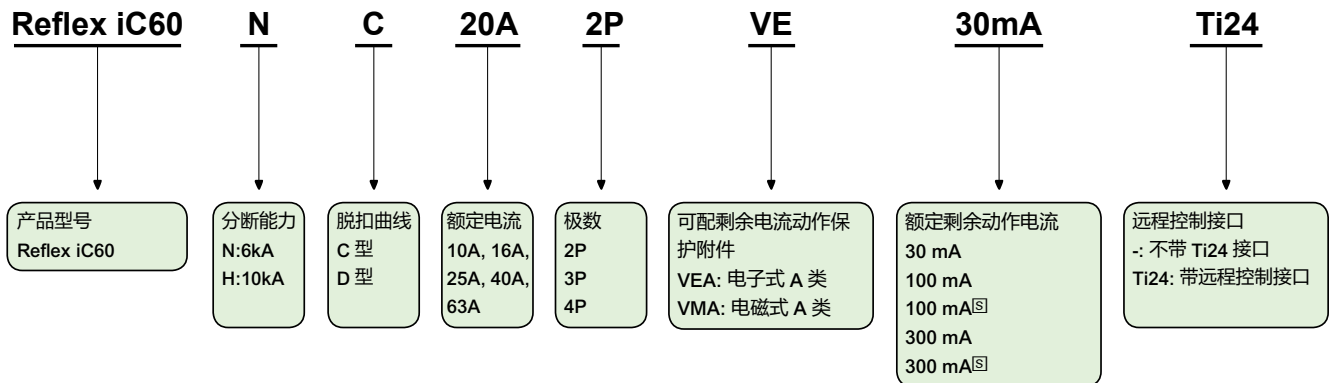 Reflex iC60 N C 20A 2P VE 30mA Ti24
产品型号
Reflex iC60
分断能力
N:6kA
H:10kA
脱扣曲线
C 型
D 型
额定电流
10A, 16A,
25A, 40A,
63A
极数
2P
3P
4P
可配剩余电流动作保
护附件
VEA: 电子式 A 类
VMA: 电磁式 A 类
额定剩余动作电流
30 mA
100 mA
100 mA🅂
300 mA
300 mA🅂
远程控制接口
-: 不带 Ti24 接口
Ti24: 带远程控制接口